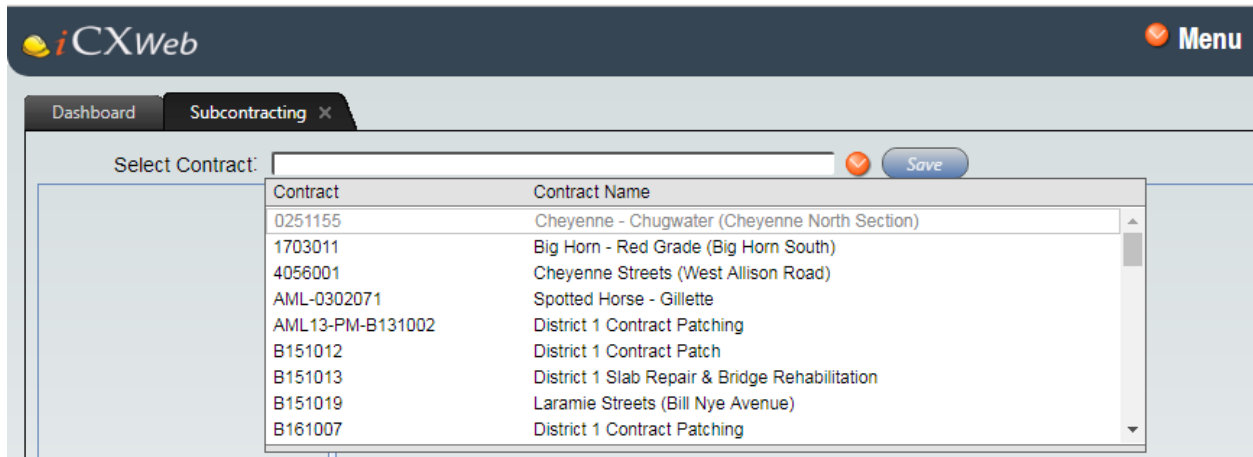 iCXWeb Menu
Dashboard Subcontracting ×
Select Contract: Save
Contract Contract Name
0251155 Cheyenne - Chugwater (Cheyenne North Section)
1703011 Big Horn - Red Grade (Big Horn South)
4056001 Cheyenne Streets (West Allison Road)
AML-0302071 Spotted Horse - Gillette
AML13-PM-B131002 District 1 Contract Patching
B151012 District 1 Contract Patch
B151013 District 1 Slab Repair & Bridge Rehabilitation
B151019 Laramie Streets (Bill Nye Avenue)
B161007 District 1 Contract Patching